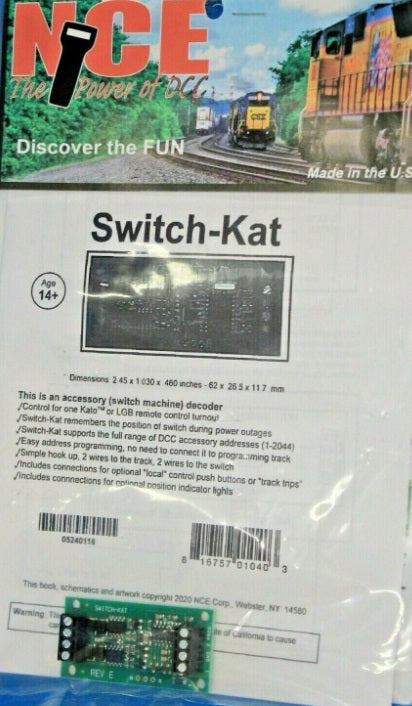 NCE
The Power of DCC
Discover the FUN
CSX
Made in the U.S
Switch-Kat
Age
14+
Dimensions: 2.45 x 1.030 x .460 inches - 62 x 26.5 x 11.7 mm
This is an accessory (switch machine) decoder
√Control for one Kato™ or LGB remote control turnout
√Switch-Kat remembers the position of switch during power outages
√Switch-Kat supports the full range of DCC accessory addresses (1-2044)
√Easy address programming, no need to connect it to programming track
√Simple hook up, 2 wires to the track, 2 wires to the switch
√Includes connections for optional "local" control push buttons or "track trips"
√Includes connnections for optional position indicator lights
05240116
8 16757 01040 3
This book, schematics and artwork copyright 2020 NCE Corp., Webster, NY 14580
Warning: of California to cause
SWITCH-KAT
REV E